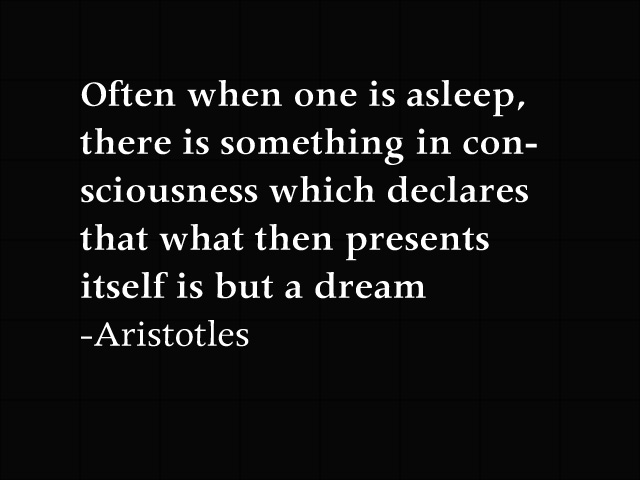 Often when one is asleep,
there is something in con-
sciousness which declares
that what then presents
itself is but a dream
-Aristotles